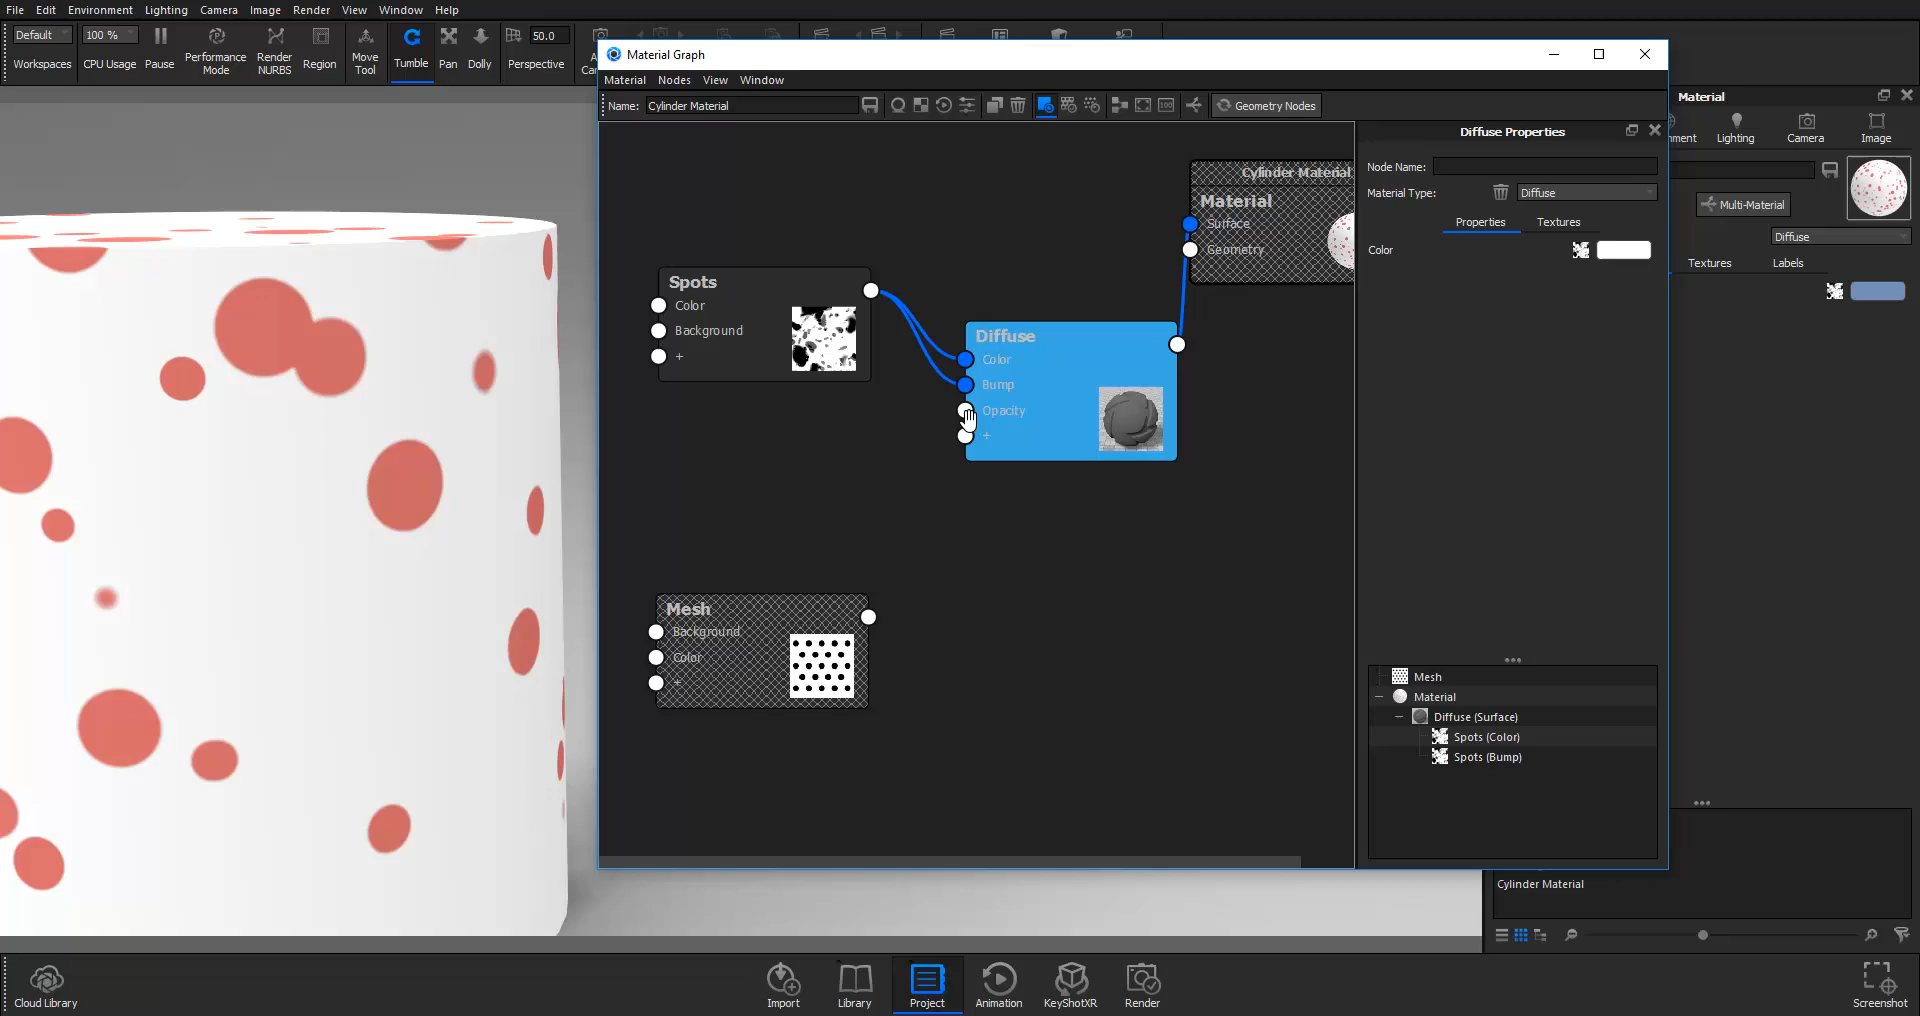 File Edit Environment Lighting Camera Image Render View Window Help
Default 100 % 50.0
Workspaces CPU Usage Pause Performance Mode Render NURBS Region Move Tool Tumble Pan Dolly Perspective
Material Graph
Material Nodes View Window
Name: Cylinder Material 100 Geometry Nodes
Diffuse Properties
Node Name:
Material Type: Diffuse
Properties Textures
Color
Cylinder Material
Material
Surface
Geometry
Spots
Color
Background
+
Diffuse
Color
Bump
Opacity
+
Mesh
Background
Color
+
Mesh
Material
Diffuse (Surface)
Spots (Color)
Spots (Bump)
Material
Lighting Camera Image
Multi-Material
Diffuse
Textures Labels
Cylinder Material
Cloud Library Import Library Project Animation KeyShotXR Render Screenshot